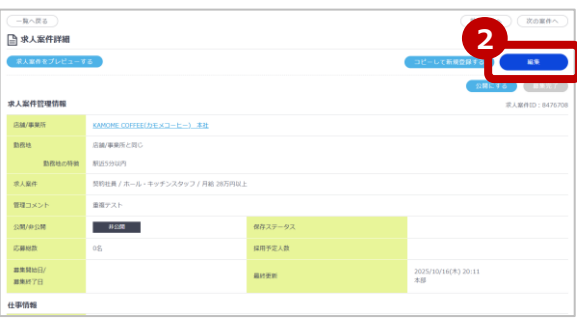 一覧へ戻る
次の案件へ
求人案件詳細
2
求人案件をプレビューする
コピーして新規登録する
編集
公開にする
募集終了
求人案件管理情報
求人案件ID : 8476708
店舗/事業所
KAMOME COFFEE(カモメコーヒー) 本社
勤務地
店舗/事業所と同じ
勤務地の特徴
駅近5分以内
求人案件
契約社員 / ホール・キッチンスタッフ / 月給 28万円以上
管理コメント
重複テスト
公開/非公開
非公開
保存ステータス
応募総数
0名
採用予定人数
募集開始日/
募集終了日
最終更新
2025/10/16(木) 20:11
本部
仕事情報